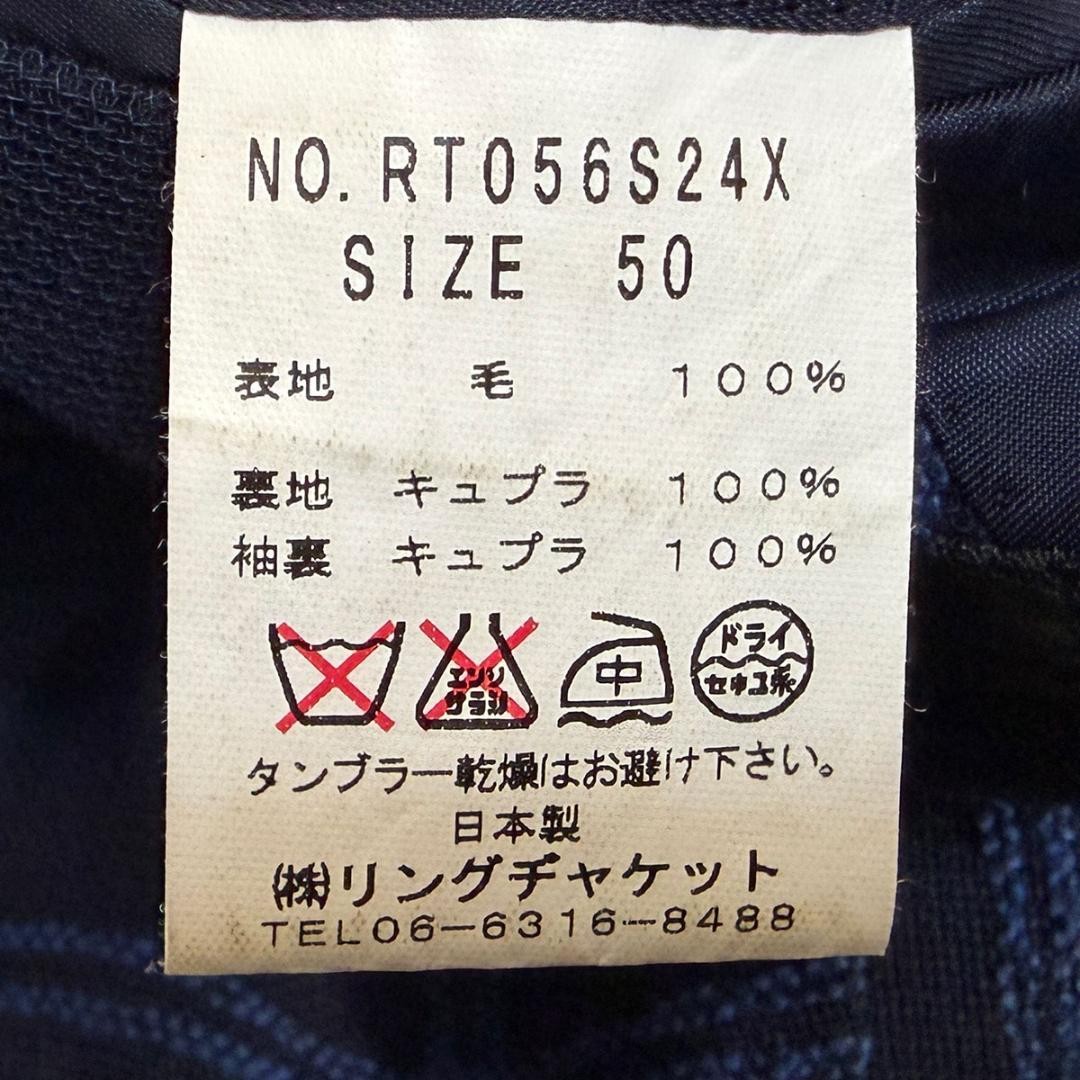 NO.RT056S24X
SIZE 50
表地 毛 100%
裏地 キュプラ 100%
袖裏 キュプラ 100%
エンソ サラシ 中 ドライ セキユ系
タンブラー乾燥はお避け下さい。
日本製
㈱リングヂャケット
TEL06-6316-8488